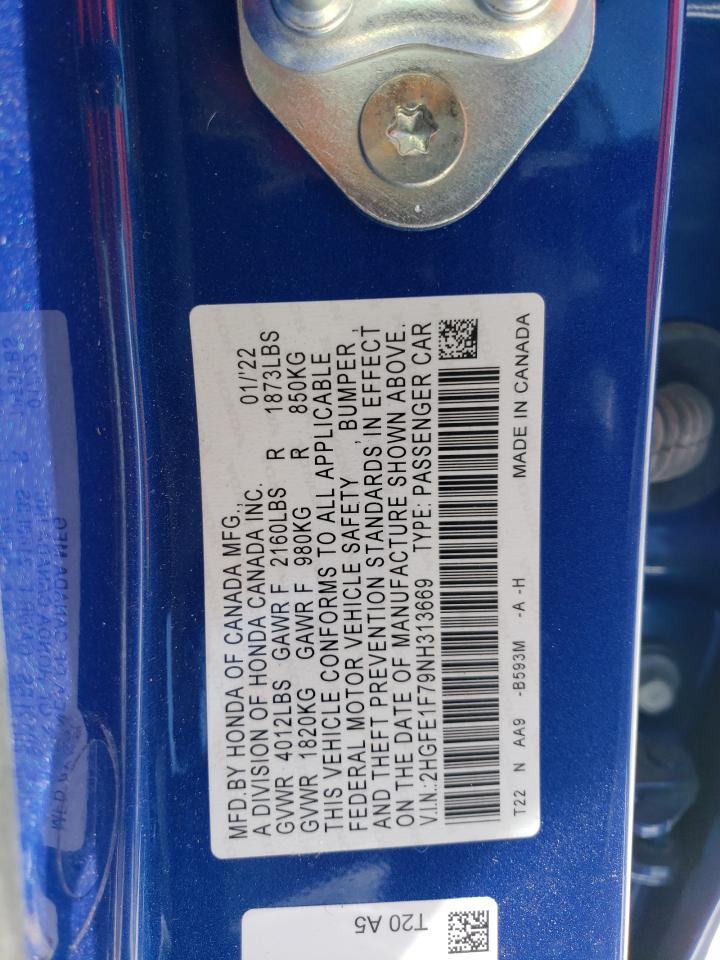 MFD.BY HONDA OF CANADA MFG.,
A DIVISION OF HONDA CANADA INC. 01/'22
GVWR 4012LBS GAWR F 2160LBS R 1873LBS
GVWR 1820KG GAWR F 980KG R 850KG
THIS VEHICLE CONFORMS TO ALL APPLICABLE
FEDERAL MOTOR VEHICLE SAFETY , BUMPER ,
AND THEFT PREVENTION STANDARDS IN EFFECT
ON THE DATE OF MANUFACTURE SHOWN ABOVE.
V.I.N.:2HGFE1F79NH313669 TYPE: PASSENGER CAR
T22 N AA9 -B593M -A -H MADE IN CANADA
T20 A5